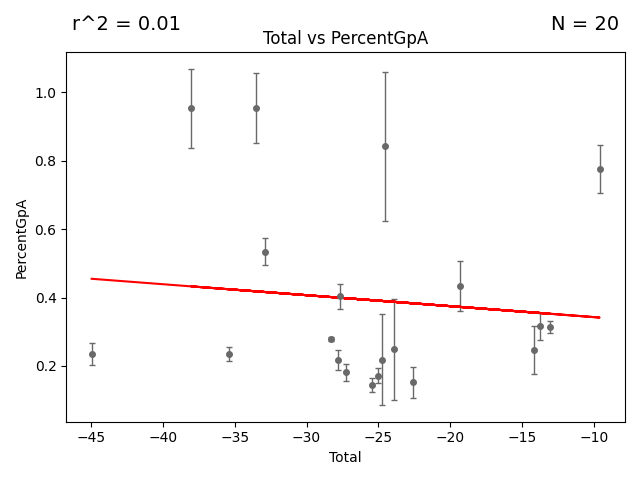 r^2 = 0.01
N = 20
Total vs PercentGpA
1.0
0.8
0.6
0.4
0.2
PercentGpA
−45
−40
−35
−30
−25
−20
−15
−10
Total